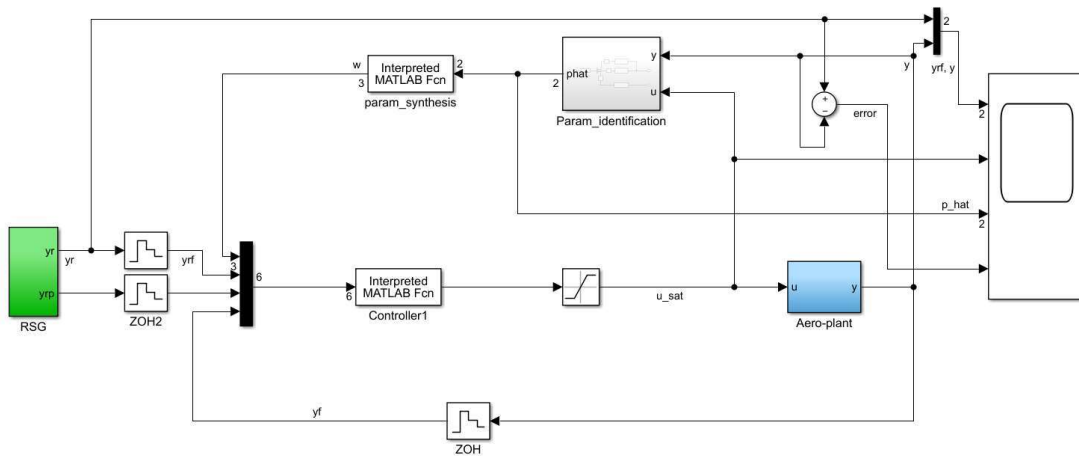 2
y
yrf, y
w
3
Interpreted
MATLAB Fcn
2
param_synthesis
phat
2
y
u
Param_identification
+
−
error
2
p_hat
2
yr
yr
yrp
RSG
yrf
ZOH2
3
6
6
Interpreted
MATLAB Fcn
Controller1
u_sat
u
y
Aero-plant
yf
ZOH